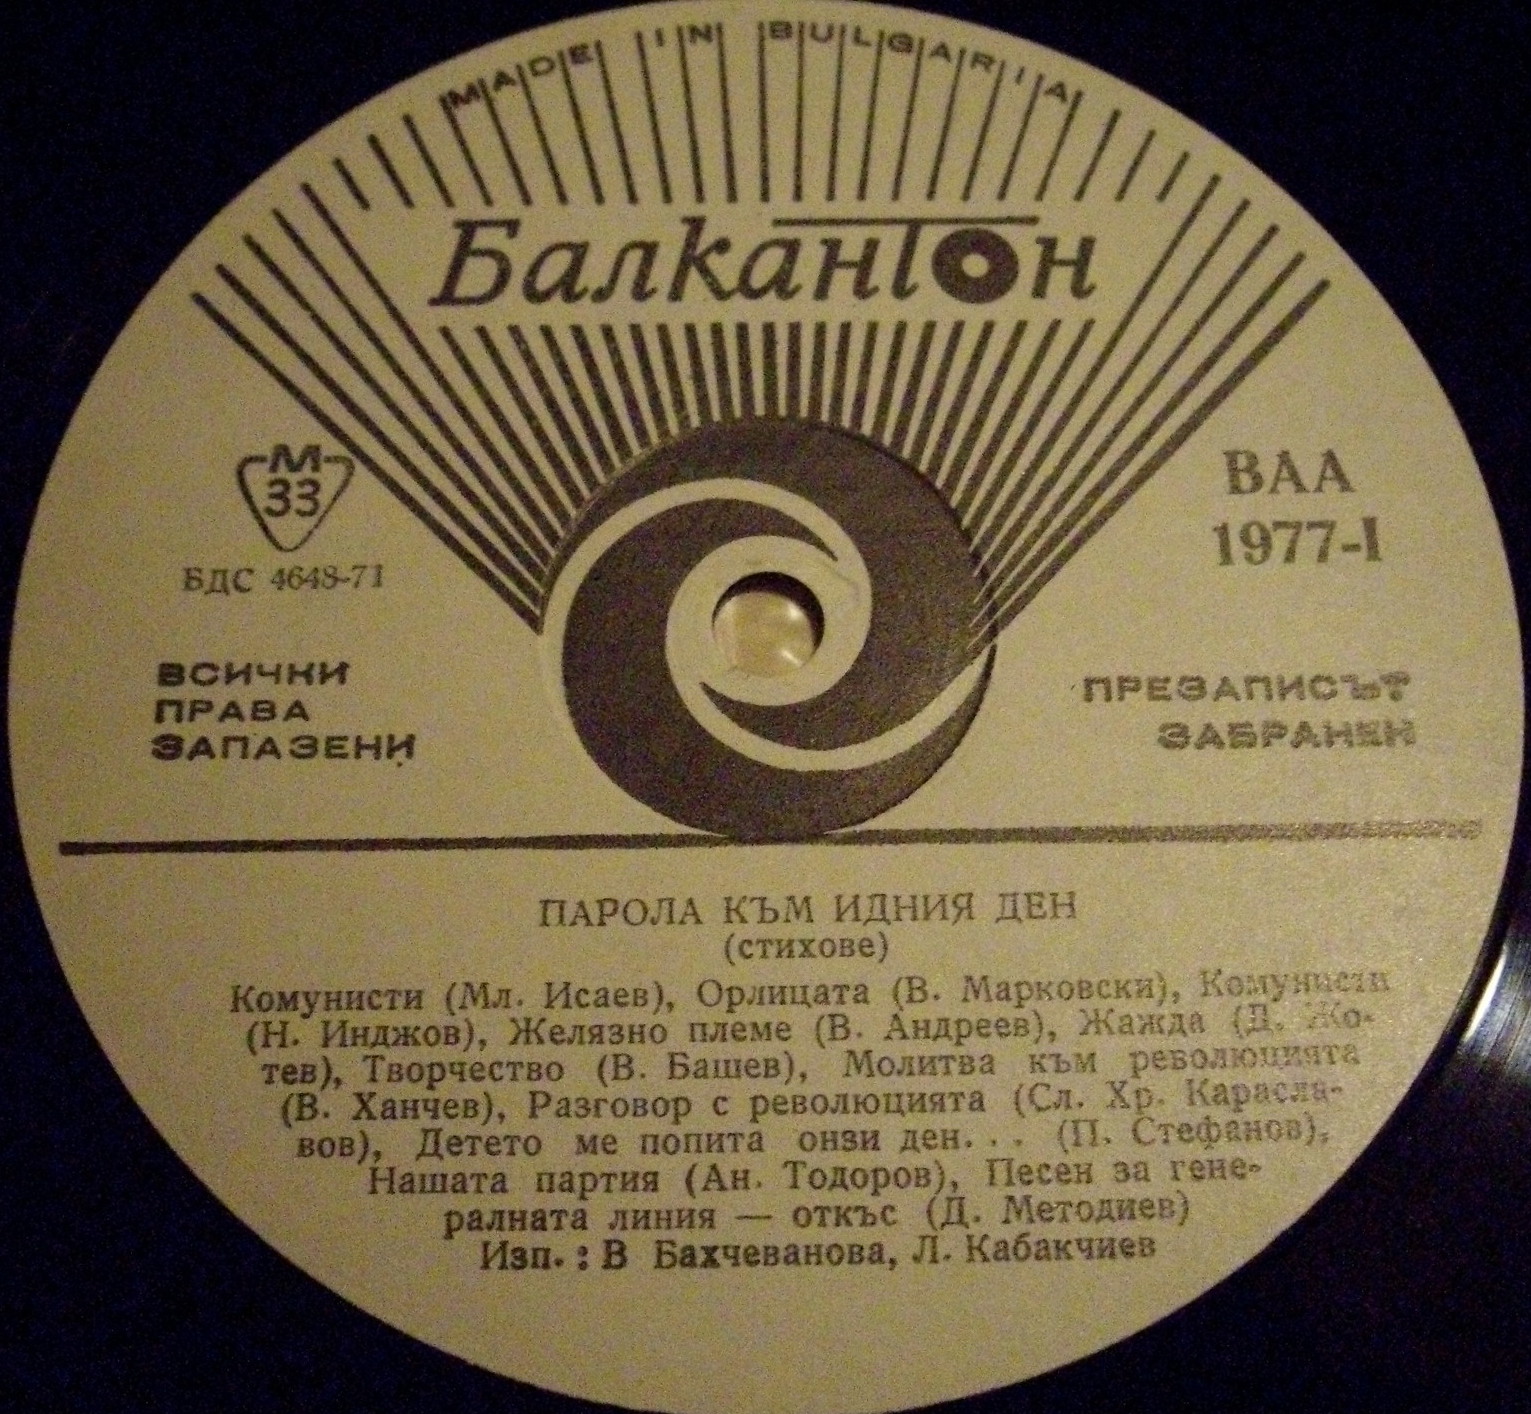 MADE IN BULGARIA
Балкантон
М
33
БДС 4648-71
ВАА
1977-I
ВСИЧКИ
ПРАВА
ЗАПАЗЕНИ
ПРЕЗАПИСЪТ
ЗАБРАНЕН
ПАРОЛА КЪМ ИДНИЯ ДЕН
(стихове)
Комунисти (Мл. Исаев), Орлицата (В. Марковски), Комунисти
(Н. Инджов), Желязно племе (В. Андреев), Жажда (Д. Жо-
тев), Творчество (В. Башев), Молитва към революцията
(В. Ханчев), Разговор с революцията (Сл. Хр. Карасла-
вов), Детето ме попита онзи ден... (П. Стефанов),
Нашата партия (Ан. Тодоров), Песен за гене-
ралната линия — откъс (Д. Методиев)
Изп. : В Бахчеванова, Л. Кабакчиев